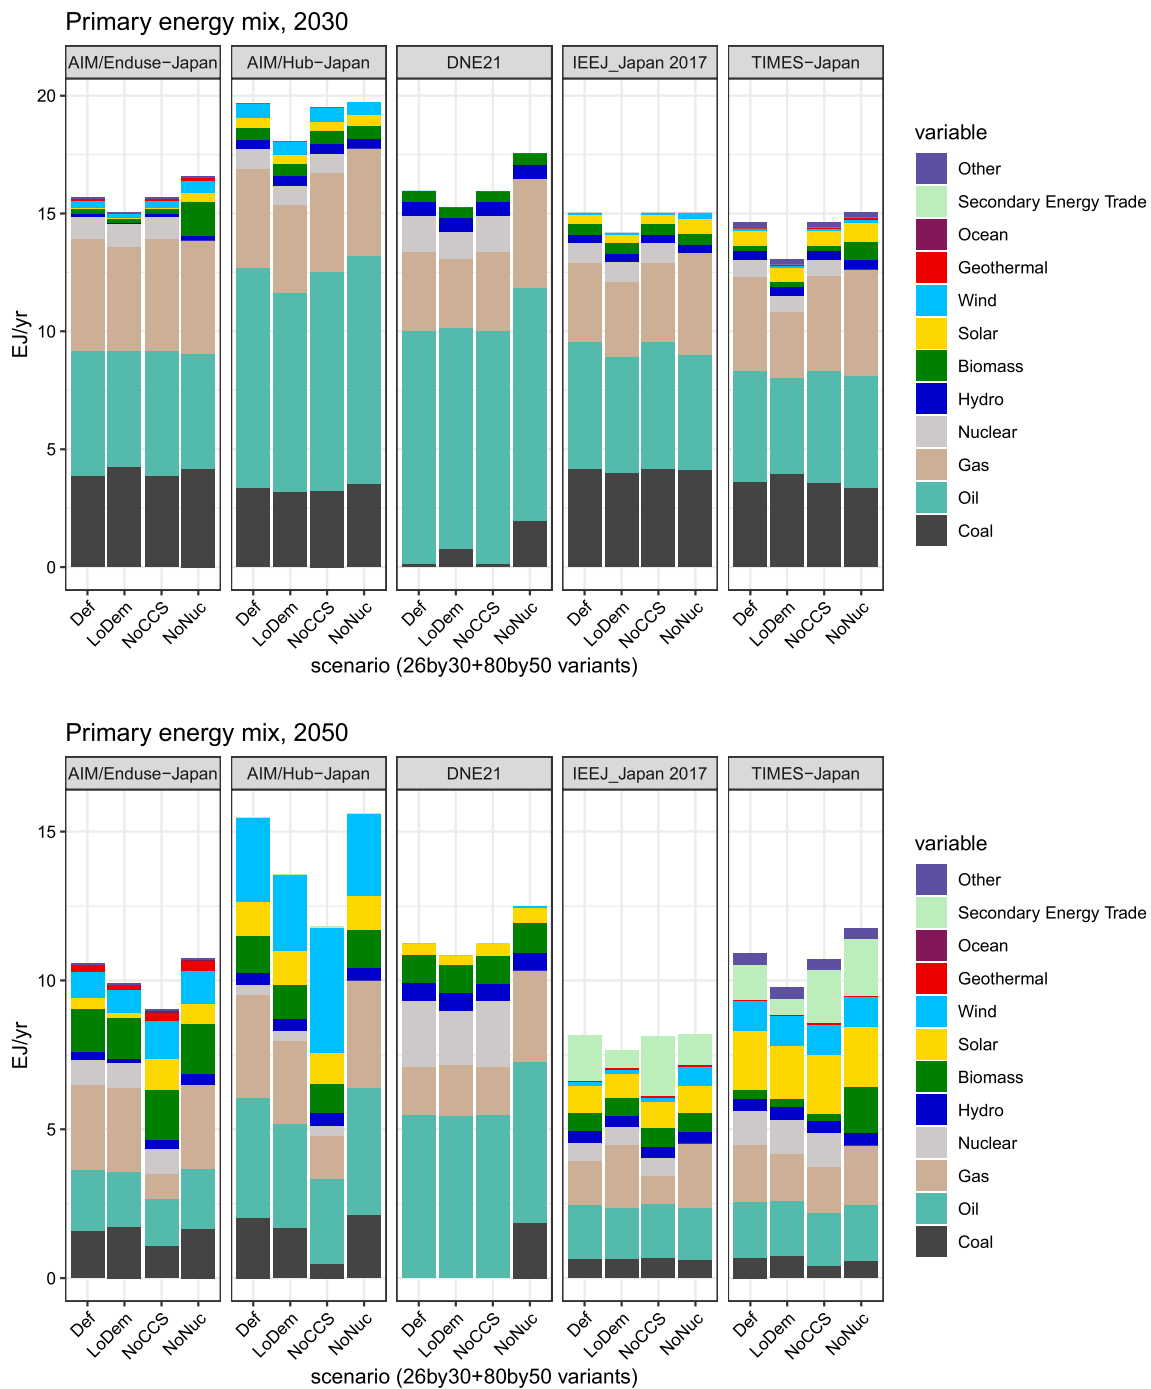 Primary energy mix, 2030
AIM/Enduse−Japan AIM/Hub−Japan DNE21 IEEJ_Japan 2017 TIMES−Japan
20
15
10
5
0
EJ/yr
Def LoDem NoCCS NoNuc Def LoDem NoCCS NoNuc Def LoDem NoCCS NoNuc Def LoDem NoCCS NoNuc Def LoDem NoCCS NoNuc
scenario (26by30+80by50 variants)
variable
Other
Secondary Energy Trade
Ocean
Geothermal
Wind
Solar
Biomass
Hydro
Nuclear
Gas
Oil
Coal
Primary energy mix, 2050
AIM/Enduse−Japan AIM/Hub−Japan DNE21 IEEJ_Japan 2017 TIMES−Japan
15
10
5
0
EJ/yr
Def LoDem NoCCS NoNuc Def LoDem NoCCS NoNuc Def LoDem NoCCS NoNuc Def LoDem NoCCS NoNuc Def LoDem NoCCS NoNuc
scenario (26by30+80by50 variants)
variable
Other
Secondary Energy Trade
Ocean
Geothermal
Wind
Solar
Biomass
Hydro
Nuclear
Gas
Oil
Coal